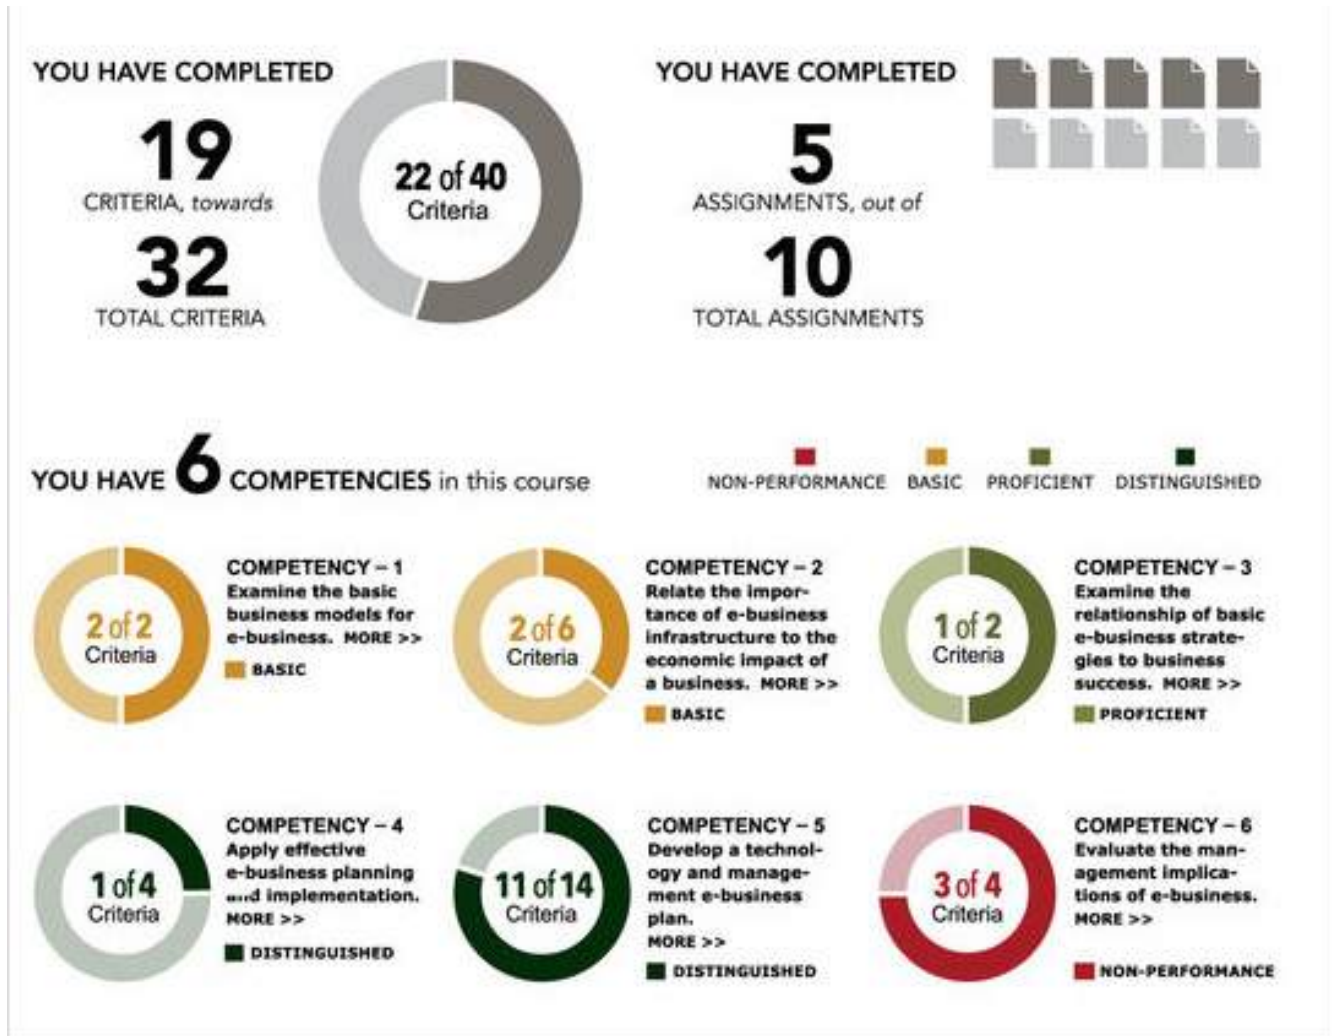 YOU HAVE COMPLETED
19
CRITERIA, towards
32
TOTAL CRITERIA
22 of 40
Criteria
YOU HAVE COMPLETED
5
ASSIGNMENTS, out of
10
TOTAL ASSIGNMENTS
YOU HAVE 6 COMPETENCIES in this course
NON-PERFORMANCE BASIC PROFICIENT DISTINGUISHED
2 of 2
Criteria
COMPETENCY – 1
Examine the basic
business models for
e-business. MORE >>
BASIC
2 of 6
Criteria
COMPETENCY – 2
Relate the impor-
tance of e-business
infrastructure to the
economic impact of
a business. MORE >>
BASIC
1 of 2
Criteria
COMPETENCY – 3
Examine the
relationship of basic
e-business strate-
gies to business
success. MORE >>
PROFICIENT
1 of 4
Criteria
COMPETENCY – 4
Apply effective
e-business planning
and implementation.
MORE >>
DISTINGUISHED
11 of 14
Criteria
COMPETENCY – 5
Develop a technol-
ogy and manage-
ment e-business
plan.
MORE >>
DISTINGUISHED
3 of 4
Criteria
COMPETENCY – 6
Evaluate the man-
agement implica-
tions of e-business.
MORE >>
NON-PERFORMANCE